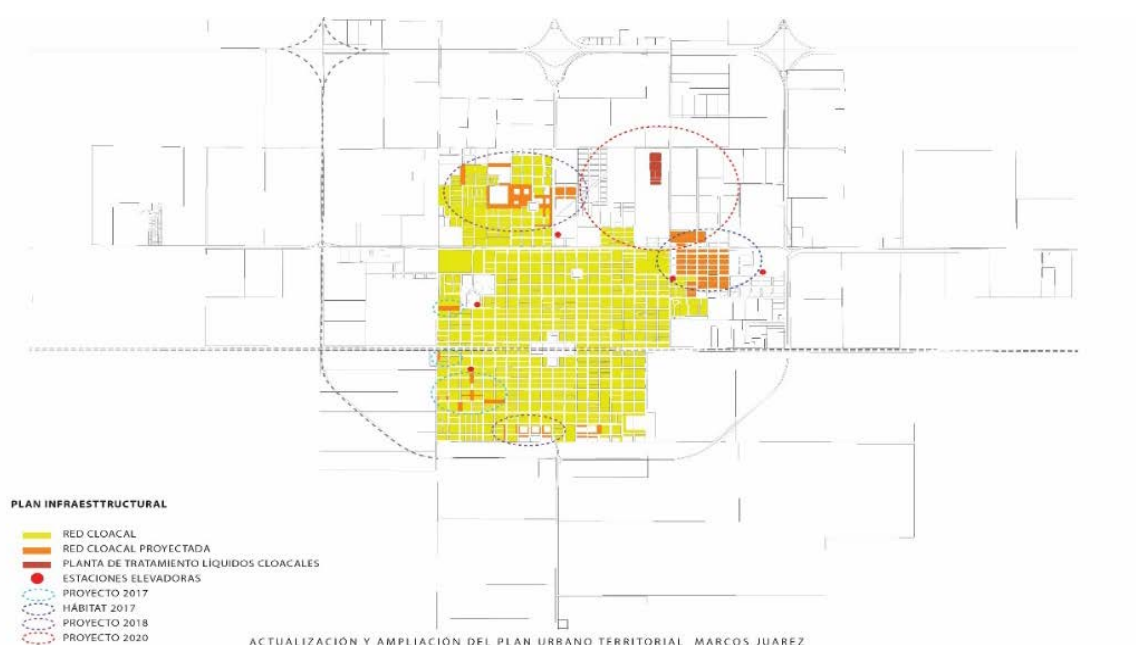 PLAN INFRAESTTRUCTURAL
RED CLOACAL
RED CLOACAL PROYECTADA
PLANTA DE TRATAMIENTO LÍQUIDOS CLOACALES
ESTACIONES ELEVADORAS
PROYECTO 2017
HÁBITAT 2017
PROYECTO 2018
PROYECTO 2020
ACTUALIZACIÓN Y AMPLIACIÓN DEL PLAN URBANO TERRITORIAL MARCOS JUAREZ